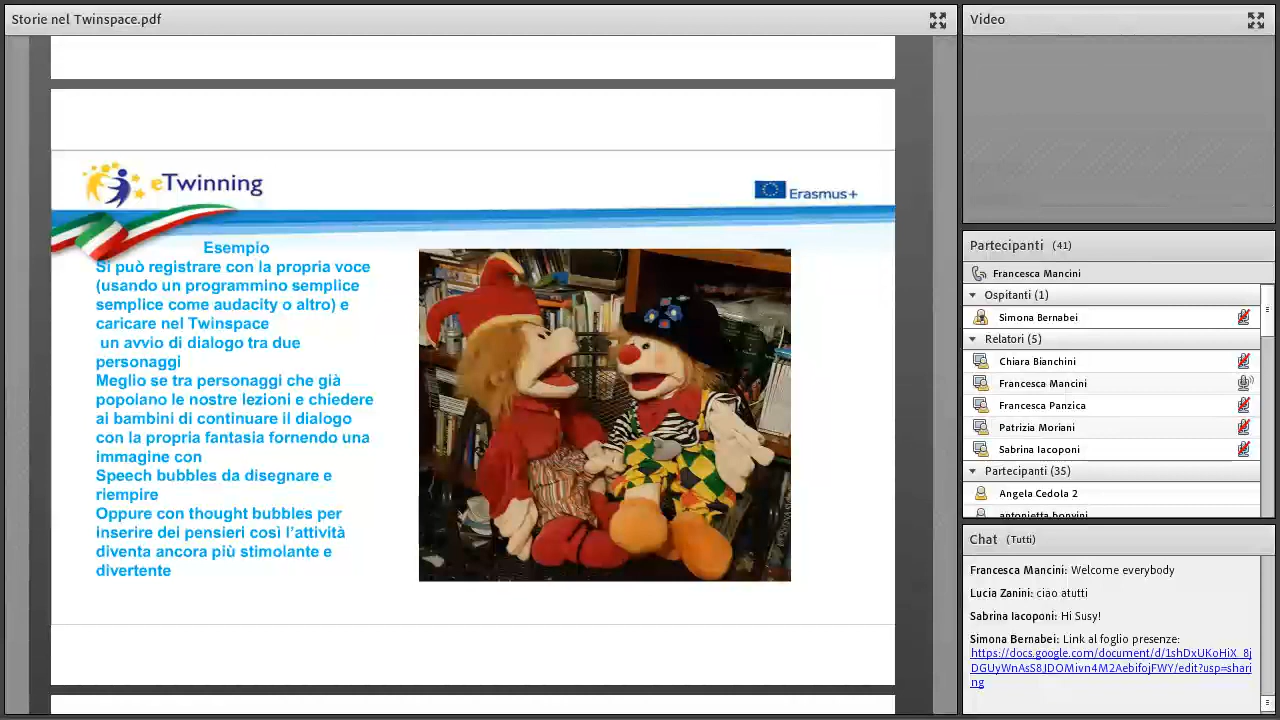 Storie nel Twinspace.pdf
eTwinning
Erasmus+
Esempio
Si può registrare con la propria voce
(usando un programmino semplice
semplice come audacity o altro) e
caricare nel Twinspace
un avvio di dialogo tra due
personaggi
Meglio se tra personaggi che già
popolano le nostre lezioni e chiedere
ai bambini di continuare il dialogo
con la propria fantasia fornendo una
immagine con
Speech bubbles da disegnare e
riempire
Oppure con thought bubbles per
inserire dei pensieri così l'attività
diventa ancora più stimolante e
divertente
Video
Partecipanti (41)
Francesca Mancini
Ospitanti (1)
Simona Bernabei
Relatori (5)
Chiara Bianchini
Francesca Mancini
Francesca Panzica
Patrizia Moriani
Sabrina Iacoponi
Partecipanti (35)
Angela Cedola 2
antonietta bonvini
Chat (Tutti)
Francesca Mancini: Welcome everybody
Lucia Zanini: ciao atutti
Sabrina Iacoponi: Hi Susy!
Simona Bernabei: Link al foglio presenze:
https://docs.google.com/document/d/1shDxUKoHiX_8j
DGUyWnAsS8JDOMivn4M2AebifojFWY/edit?usp=shari
ng